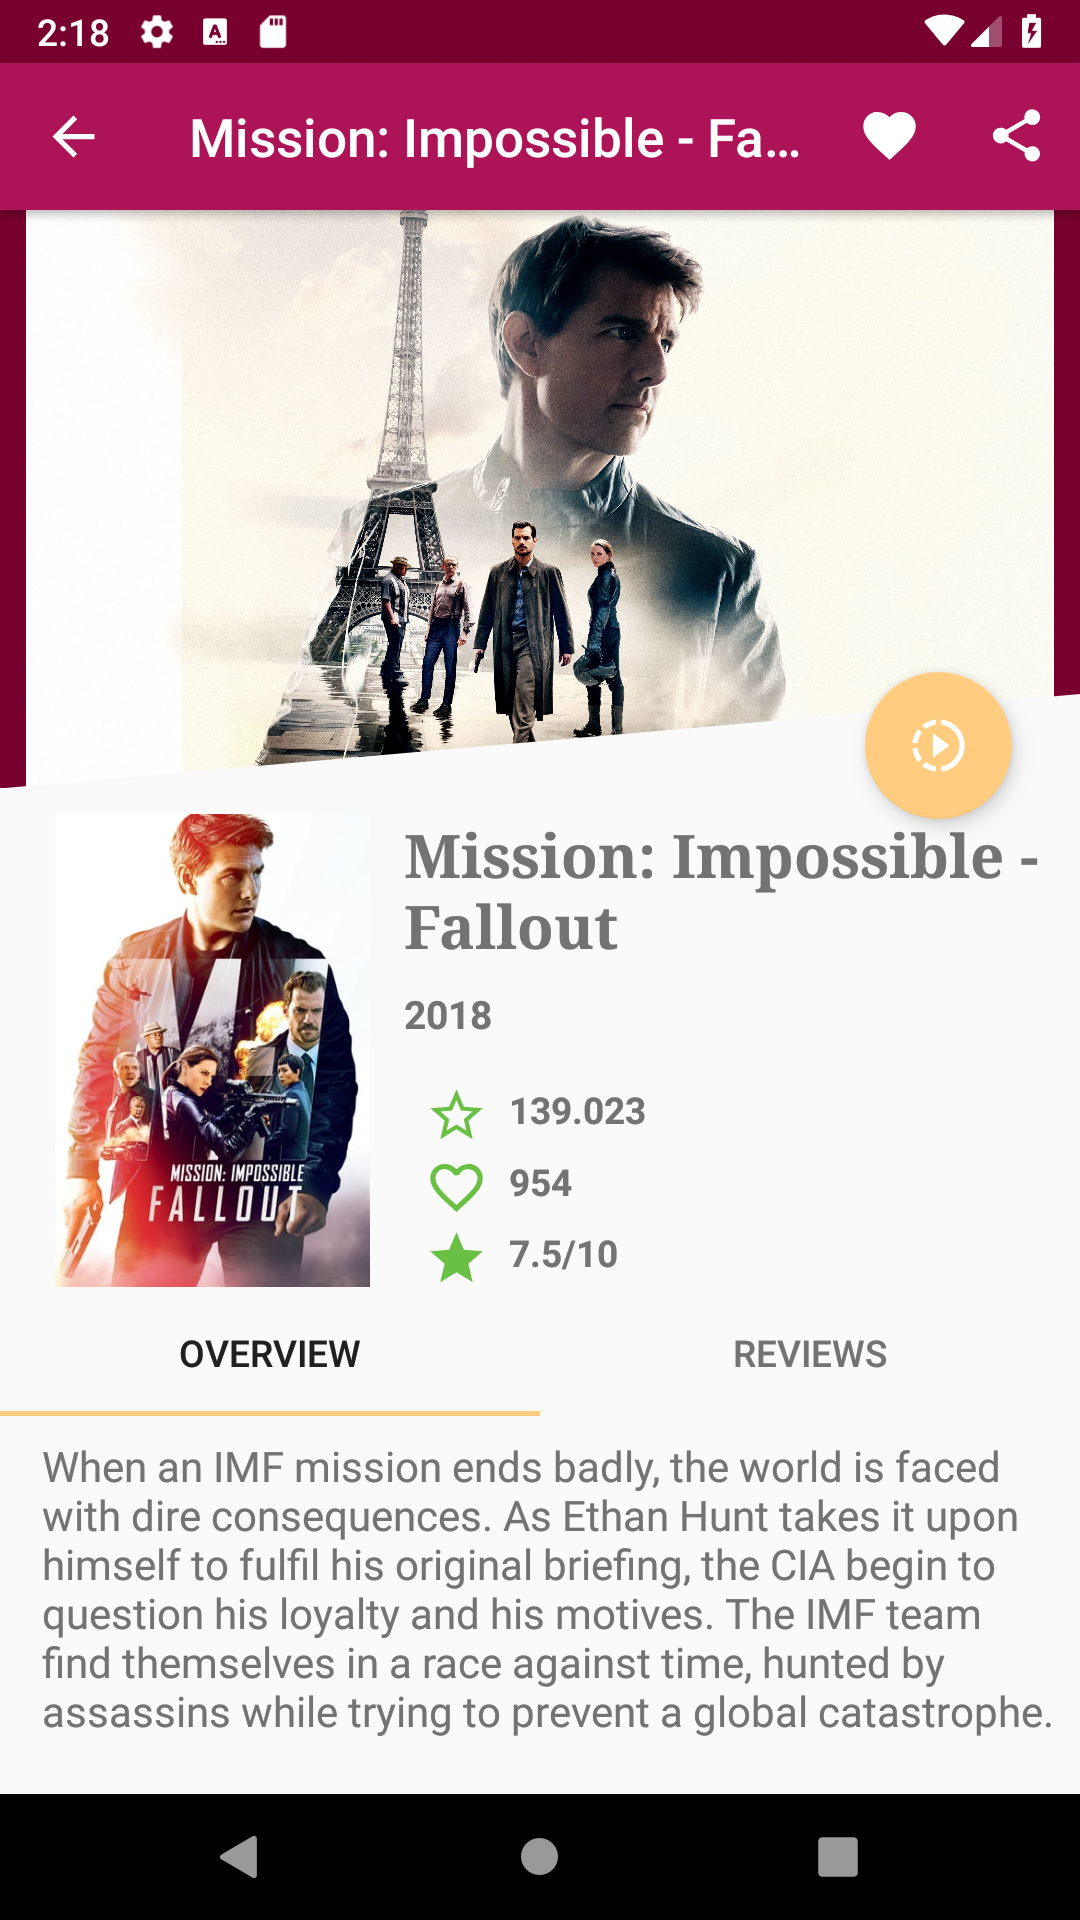 2:18
Mission: Impossible - Fa...
MISSION: IMPOSSIBLE
FALLOUT
Mission: Impossible -
Fallout
2018
139.023
954
7.5/10
OVERVIEW
REVIEWS
When an IMF mission ends badly, the world is faced
with dire consequences. As Ethan Hunt takes it upon
himself to fulfil his original briefing, the CIA begin to
question his loyalty and his motives. The IMF team
find themselves in a race against time, hunted by
assassins while trying to prevent a global catastrophe.